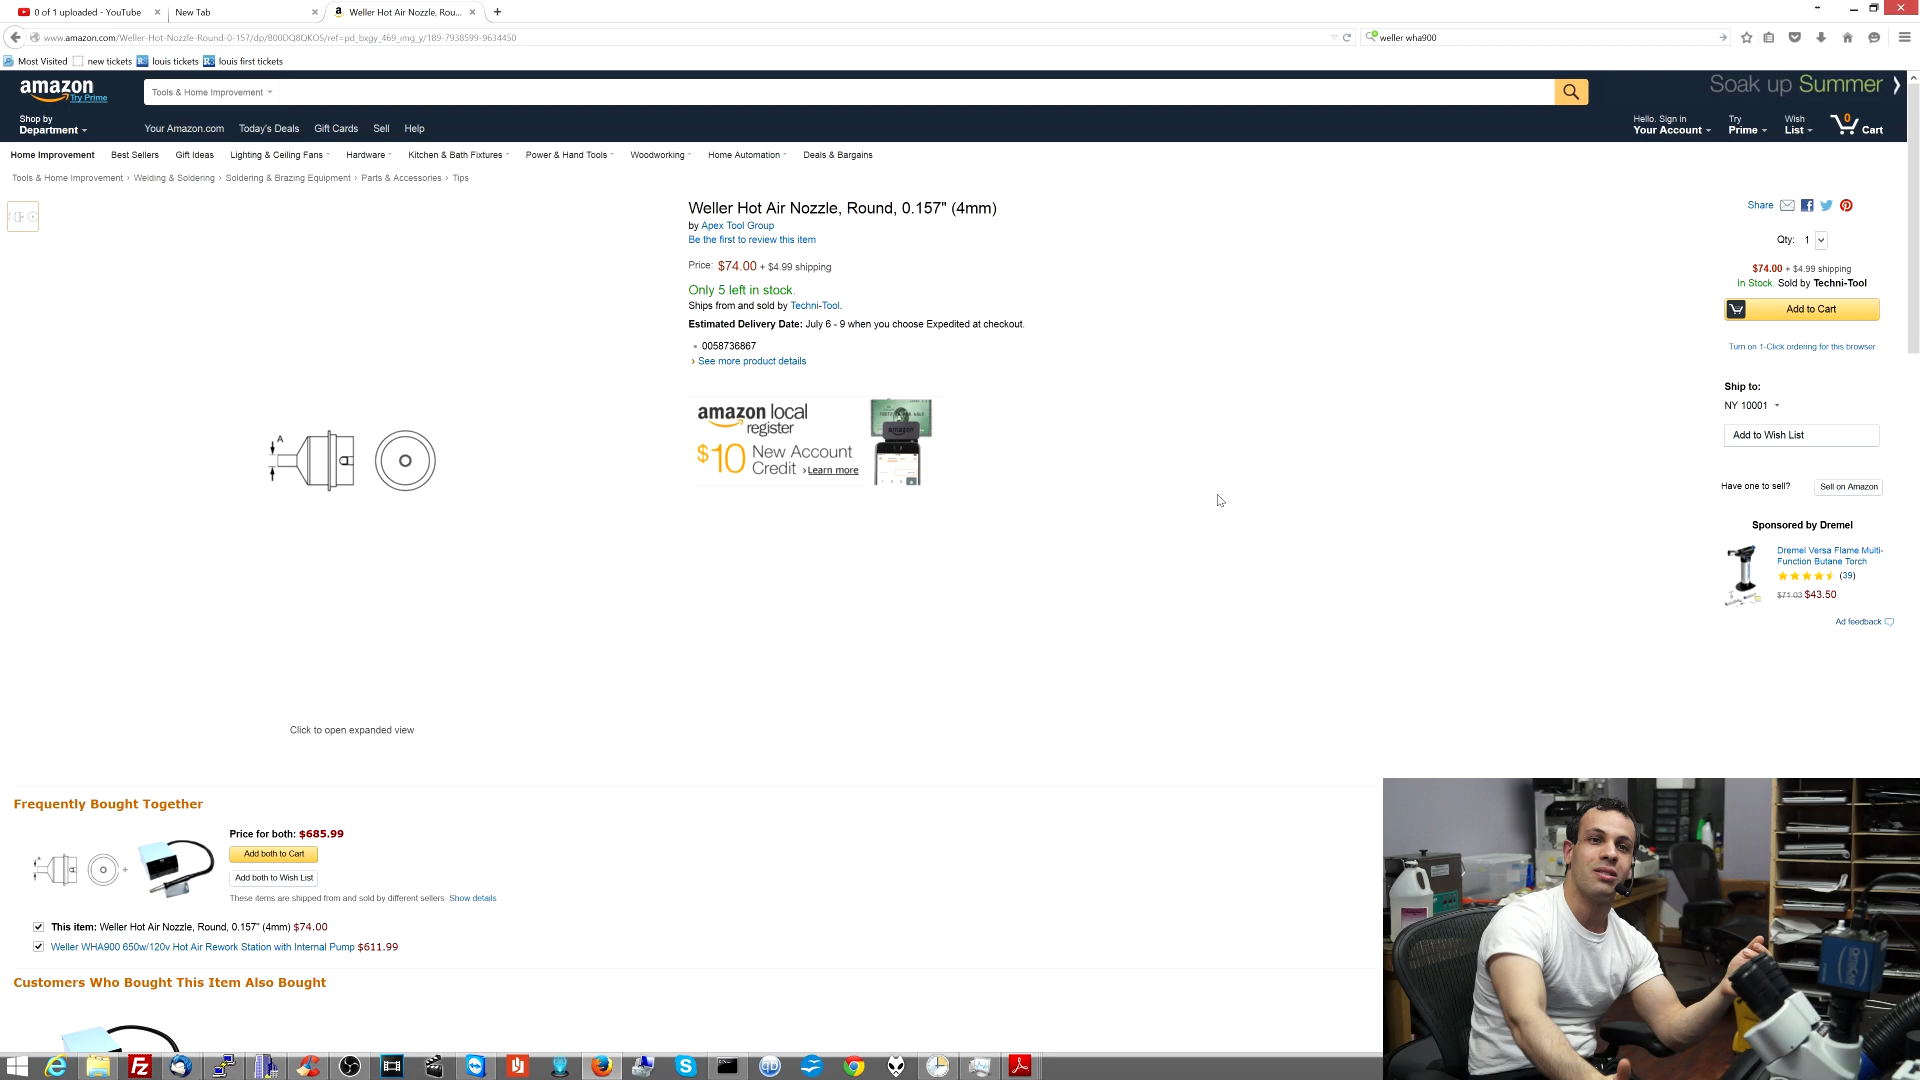 0 of 1 uploaded - YouTube
New Tab
Weller Hot Air Nozzle, Rou...
www.amazon.com/Weller-Hot-Nozzle-Round-0-157/dp/B00DQ8QKOS/ref=pd_bxgy_469_img_y/189-7938599-9634450
weller wha900
Most Visited
new tickets
louis tickets
louis first tickets
amazon
Try Prime
Tools & Home Improvement
Soak up Summer
Shop by
Department
Your Amazon.com
Today's Deals
Gift Cards
Sell
Help
Hello. Sign in
Your Account
Try
Prime
Wish
List
0
Cart
Home Improvement
Best Sellers
Gift Ideas
Lighting & Ceiling Fans
Hardware
Kitchen & Bath Fixtures
Power & Hand Tools
Woodworking
Home Automation
Deals & Bargains
Tools & Home Improvement › Welding & Soldering › Soldering & Brazing Equipment › Parts & Accessories › Tips
Weller Hot Air Nozzle, Round, 0.157" (4mm)
by Apex Tool Group
Be the first to review this item
Price: $74.00 + $4.99 shipping
Only 5 left in stock.
Ships from and sold by Techni-Tool.
Estimated Delivery Date: July 6 - 9 when you choose Expedited at checkout.
0058736867
› See more product details
amazon local
register
$10 New Account
Credit › Learn more
amazon
A
Click to open expanded view
Share
Qty: 1
$74.00 + $4.99 shipping
In Stock. Sold by Techni-Tool
Add to Cart
Turn on 1-Click ordering for this browser
Ship to:
NY 10001
Add to Wish List
Have one to sell?
Sell on Amazon
Sponsored by Dremel
Dremel Versa Flame Multi-
Function Butane Torch
(39)
$71.03 $43.50
Ad feedback
Frequently Bought Together
Price for both: $685.99
Add both to Cart
Add both to Wish List
These items are shipped from and sold by different sellers. Show details
This item: Weller Hot Air Nozzle, Round, 0.157" (4mm) $74.00
Weller WHA900 650w/120v Hot Air Rework Station with Internal Pump $611.99
Customers Who Bought This Item Also Bought